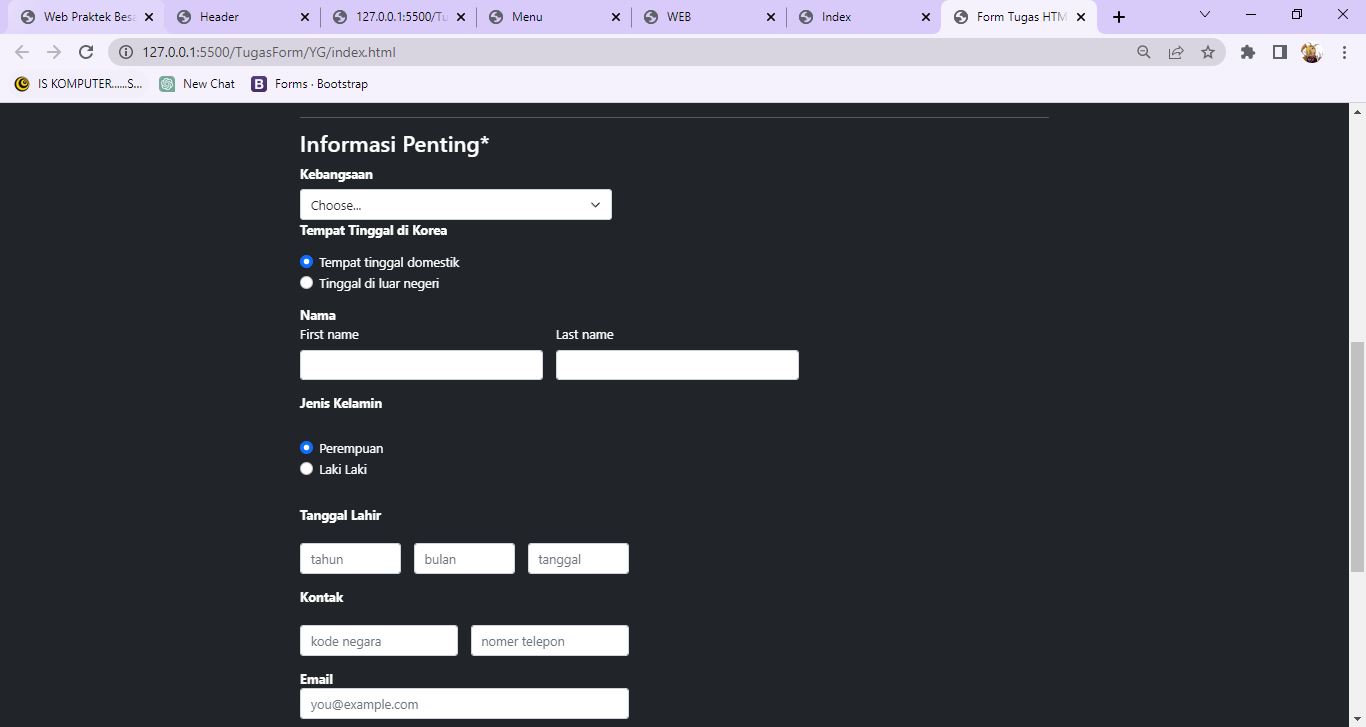 Web Praktek Besa
Header
127.0.0.1:5500/Tu
Menu
WEB
Index
Form Tugas HTM
127.0.0.1:5500/TugasForm/YG/index.html
IS KOMPUTER......S... New Chat B Forms · Bootstrap
Informasi Penting*
Kebangsaan
Choose...
Tempat Tinggal di Korea
Tempat tinggal domestik
Tinggal di luar negeri
Nama
First name Last name
Jenis Kelamin
Perempuan
Laki Laki
Tanggal Lahir
tahun bulan tanggal
Kontak
kode negara nomer telepon
Email
you@example.com